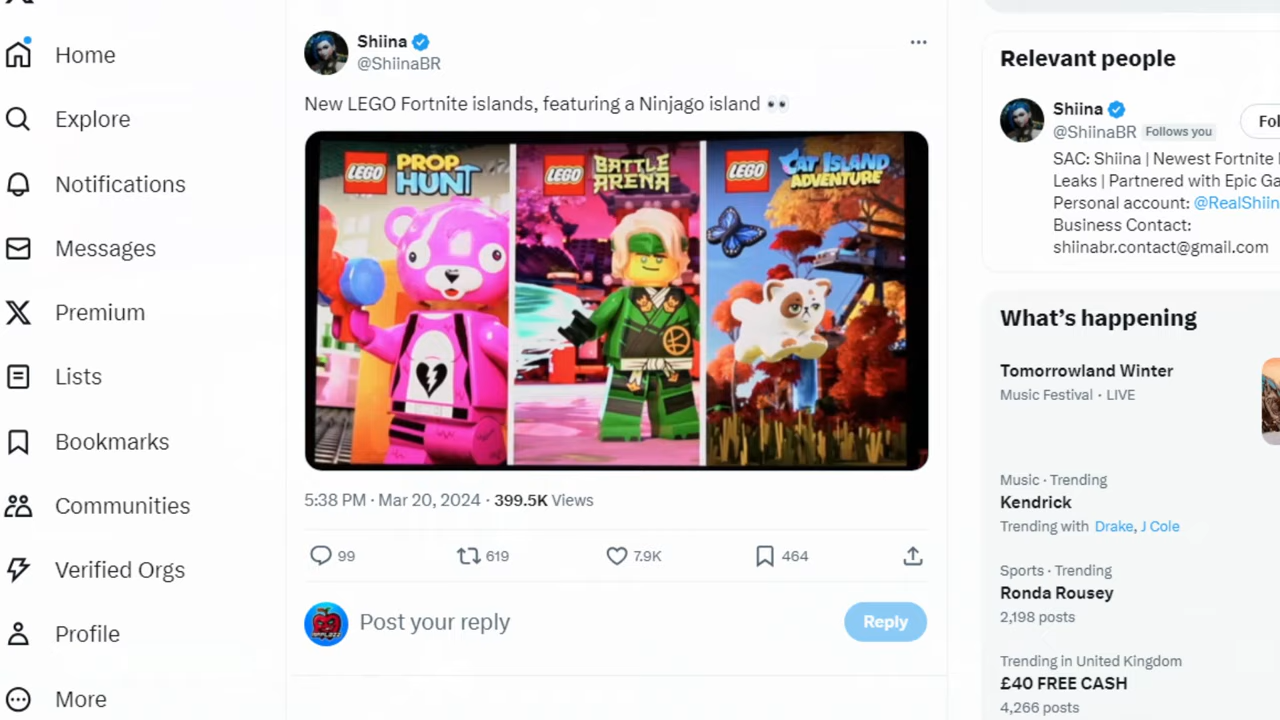 Home
Explore
Notifications
Messages
Premium
Lists
Bookmarks
Communities
Verified Orgs
Profile
More
Shiina
@ShiinaBR
New LEGO Fortnite islands, featuring a Ninjago island 👀
LEGO PROP HUNT
LEGO BATTLE ARENA
LEGO CAT ISLAND ADVENTURE
5:38 PM · Mar 20, 2024 · 399.5K Views
99 619 7.9K 464
Post your reply
Reply
Relevant people
Shiina
@ShiinaBR Follows you
Fol
SAC: Shiina | Newest Fortnite
Leaks | Partnered with Epic Ga
Personal account: @RealShiin
Business Contact:
shiinabr.contact@gmail.com
What’s happening
Tomorrowland Winter
Music Festival · LIVE
Music · Trending
Kendrick
Trending with Drake, J Cole
Sports · Trending
Ronda Rousey
2,198 posts
Trending in United Kingdom
£40 FREE CASH
4,266 posts